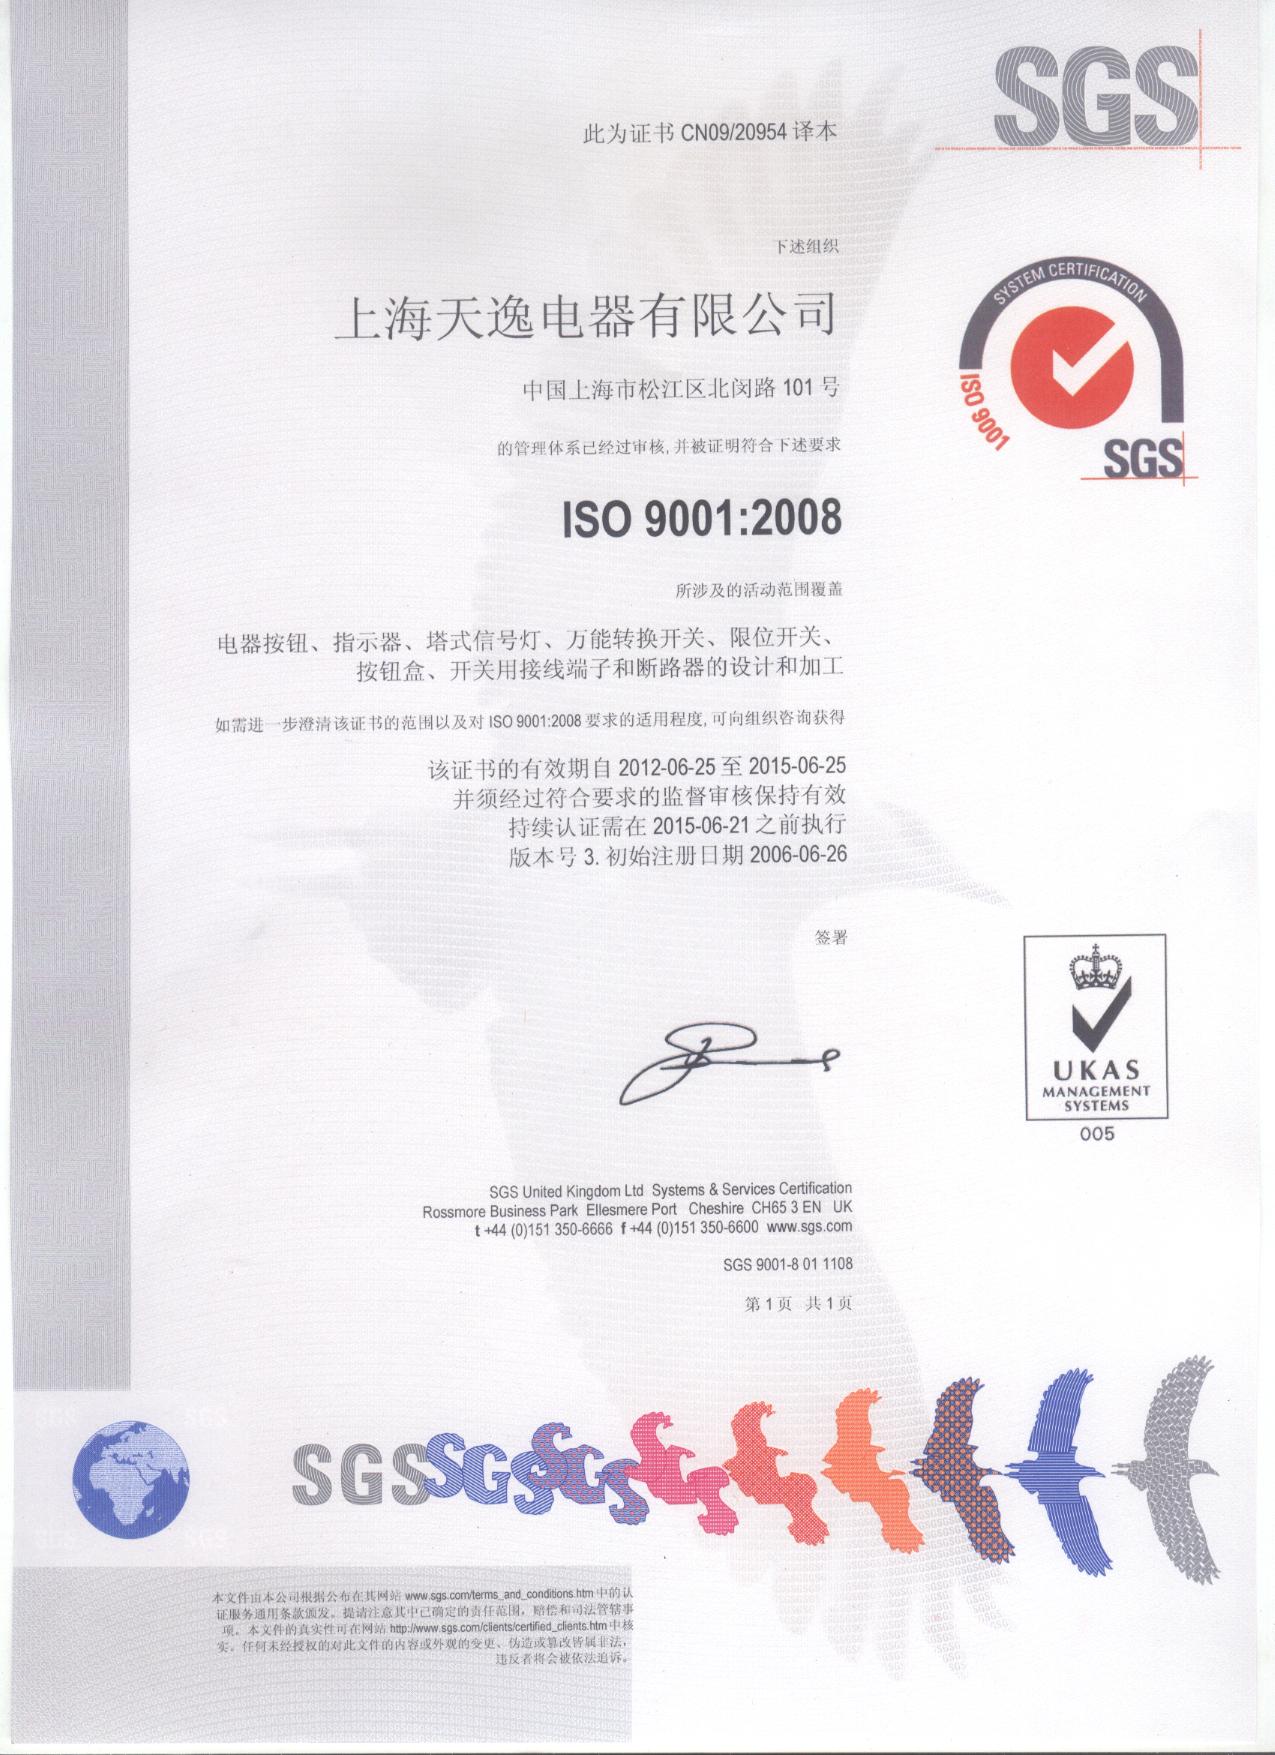 SGS
此为证书 CN09/20954 译本
下述组织
上海天逸电器有限公司
中国上海市松江区北闵路 101 号
的管理体系已经过审核,并被证明符合下述要求
SYSTEM CERTIFICATION
ISO 9001
SGS
ISO 9001:2008
所涉及的活动范围覆盖
电器按钮、指示器、塔式信号灯、万能转换开关、限位开关、
按钮盒、开关用接线端子和断路器的设计和加工
如需进一步澄清该证书的范围以及对 ISO 9001:2008 要求的适用程度,可向组织咨询获得
该证书的有效期自 2012-06-25 至 2015-06-25
并须经过符合要求的监督审核保持有效
持续认证需在 2015-06-21 之前执行
版本号 3. 初始注册日期 2006-06-26
签署
UKAS
MANAGEMENT
SYSTEMS
005
SGS United Kingdom Ltd Systems & Services Certification
Rossmore Business Park Ellesmere Port Cheshire CH65 3 EN UK
t +44 (0)151 350-6666 f +44 (0)151 350-6600 www.sgs.com
SGS 9001-8 01 1108
第 1 页 共 1 页
SGS SGS SGS
本文件由本公司根据公布在其网站 www.sgs.com/terms_and_conditions.htm 中的认
证服务通用条款颁发。提请注意其中已确定的责任范围，赔偿和司法管辖事
项。本文件的真实性可在网站 http://www.sgs.com/clients/certified_clients.htm 中核
实。任何未经授权的对此文件的内容或外观的变更、伪造或篡改皆属非法，
违反者将会被依法追诉。